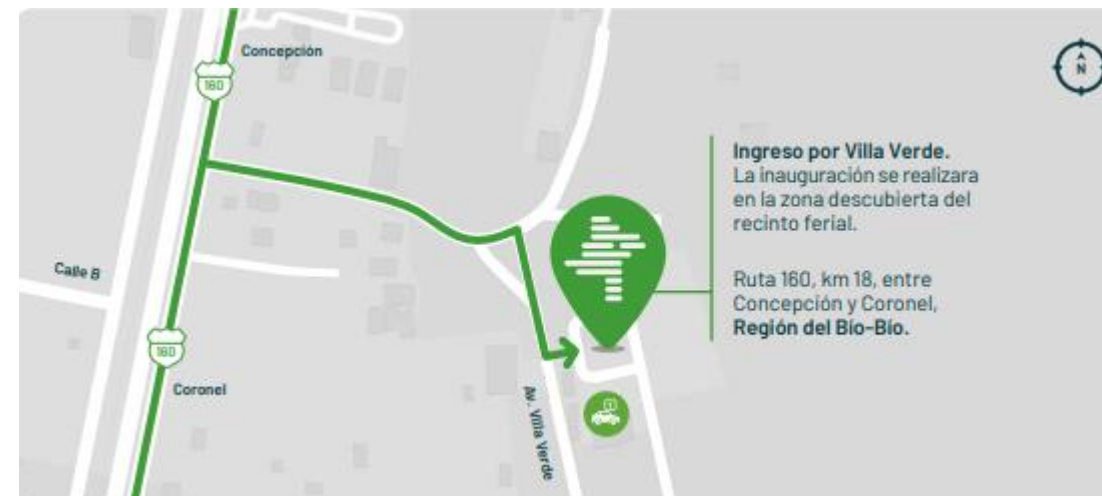 Concepción
160
N
Ingreso por Villa Verde.
La inauguración se realizara
en la zona descubierta del
recinto ferial.
Calle B
Ruta 160, km 18, entre
Concepción y Coronel,
Región del Bío-Bío.
160
Coronel
Av. Villa Verde